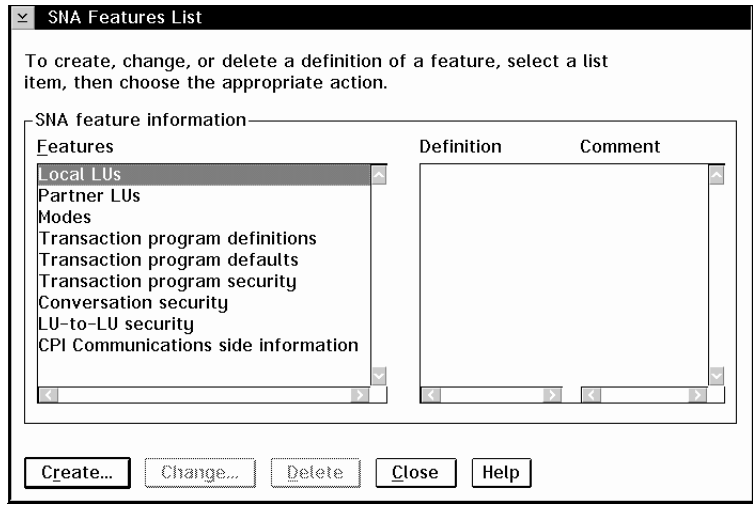 SNA Features List
To create, change, or delete a definition of a feature, select a list
item, then choose the appropriate action.
SNA feature information
Features Definition Comment
Local LUs
Partner LUs
Modes
Transaction program definitions
Transaction program defaults
Transaction program security
Conversation security
LU-to-LU security
CPI Communications side information
Create... Change... Delete Close Help